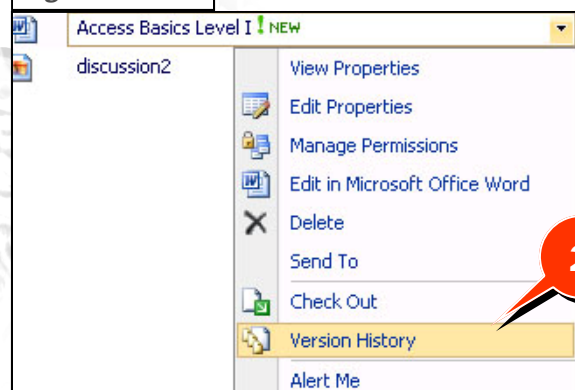 Access Basics Level I ! NEW
discussion2
View Properties
Edit Properties
Manage Permissions
Edit in Microsoft Office Word
Delete
Send To
Check Out
Version History
Alert Me